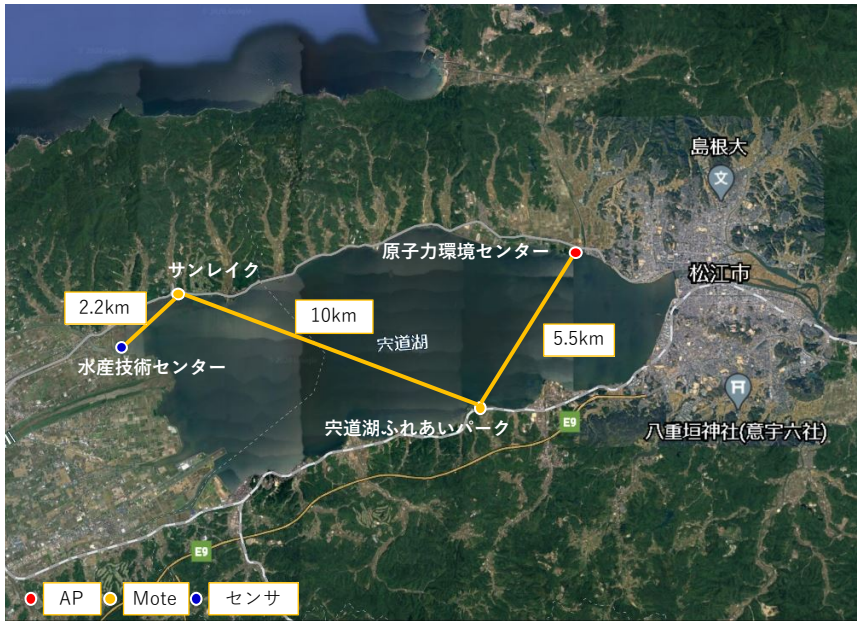 島根大
文
原子力環境センター
サンレイク
松江市
2.2km
10km
宍道湖
5.5km
水産技術センター
宍道湖ふれあいパーク
E9
八重垣神社(意宇六社)
E9
AP
Mote
センサ